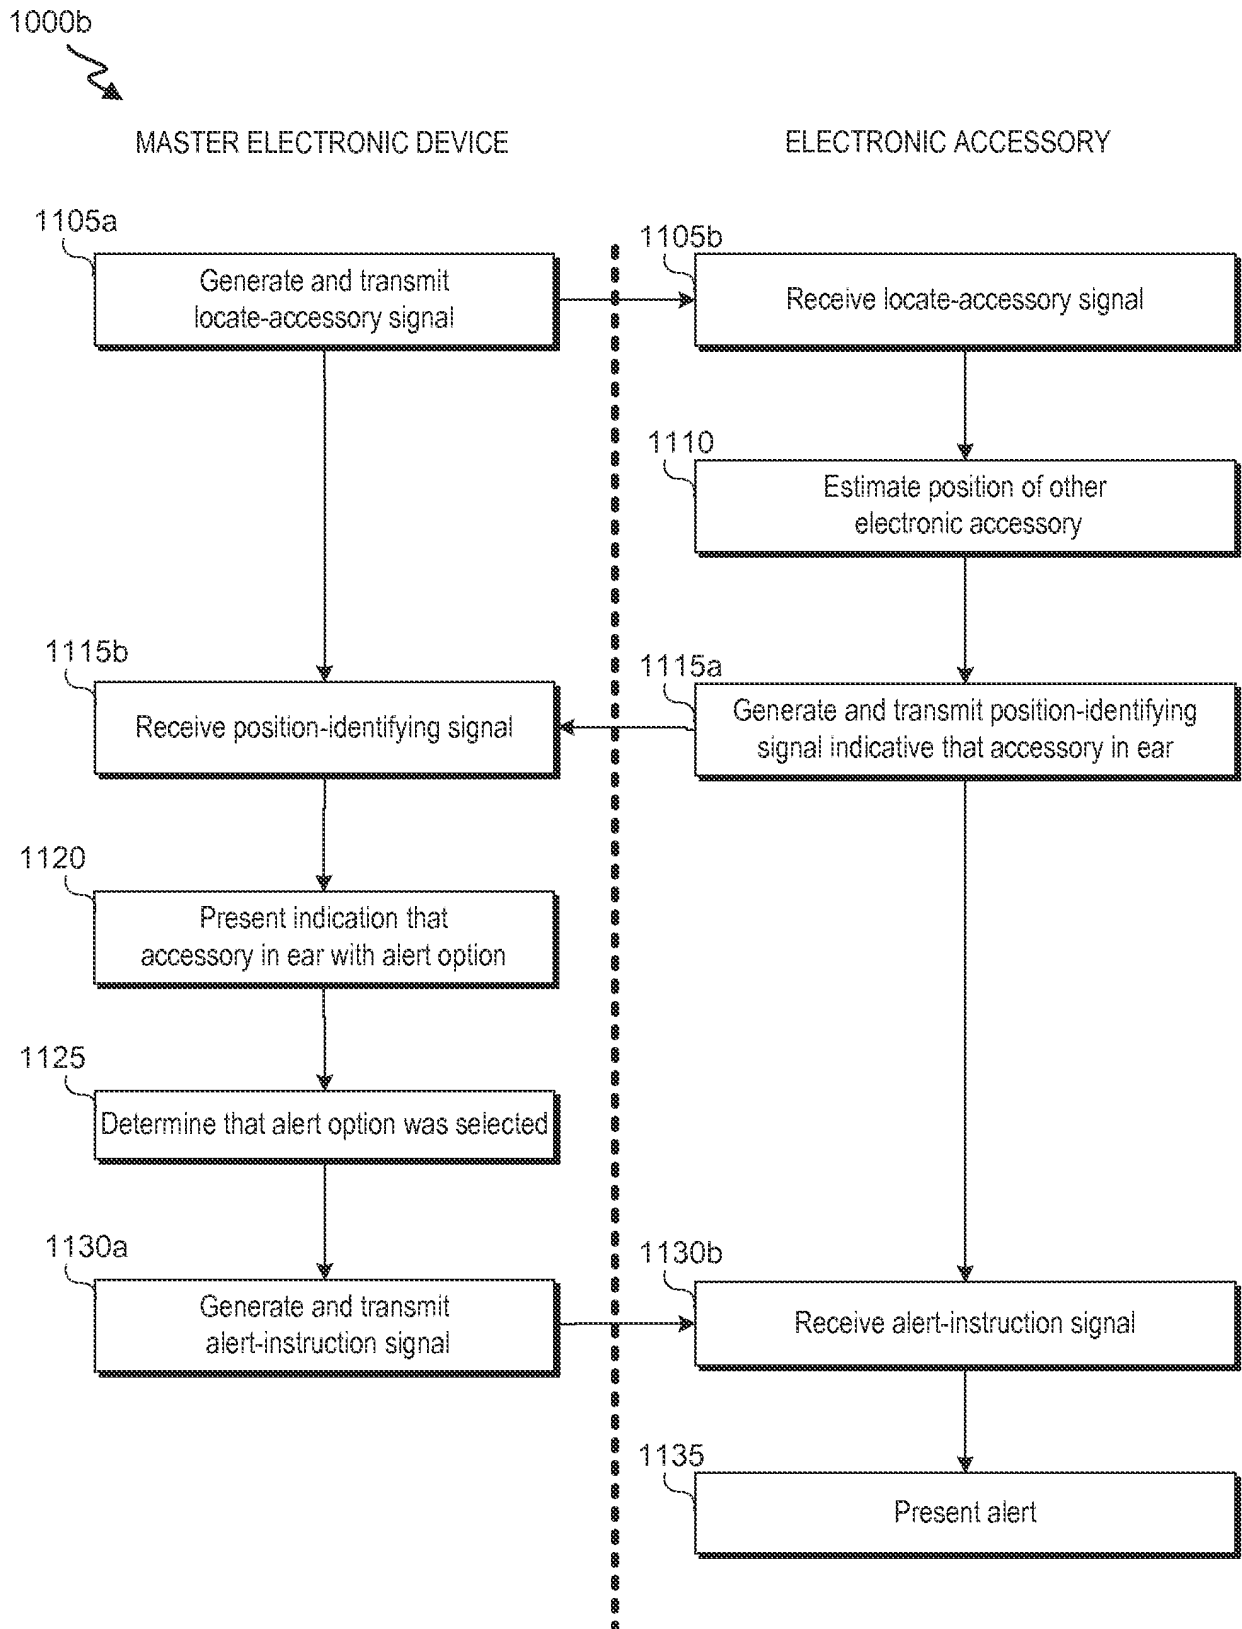 1000b
MASTER ELECTRONIC DEVICE
ELECTRONIC ACCESSORY
1105a
Generate and transmit
locate-accessory signal
1105b
Receive locate-accessory signal
1110
Estimate position of other
electronic accessory
1115b
Receive position-identifying signal
1115a
Generate and transmit position-identifying
signal indicative that accessory in ear
1120
Present indication that
accessory in ear with alert option
1125
Determine that alert option was selected
1130a
Generate and transmit
alert-instruction signal
1130b
Receive alert-instruction signal
1135
Present alert